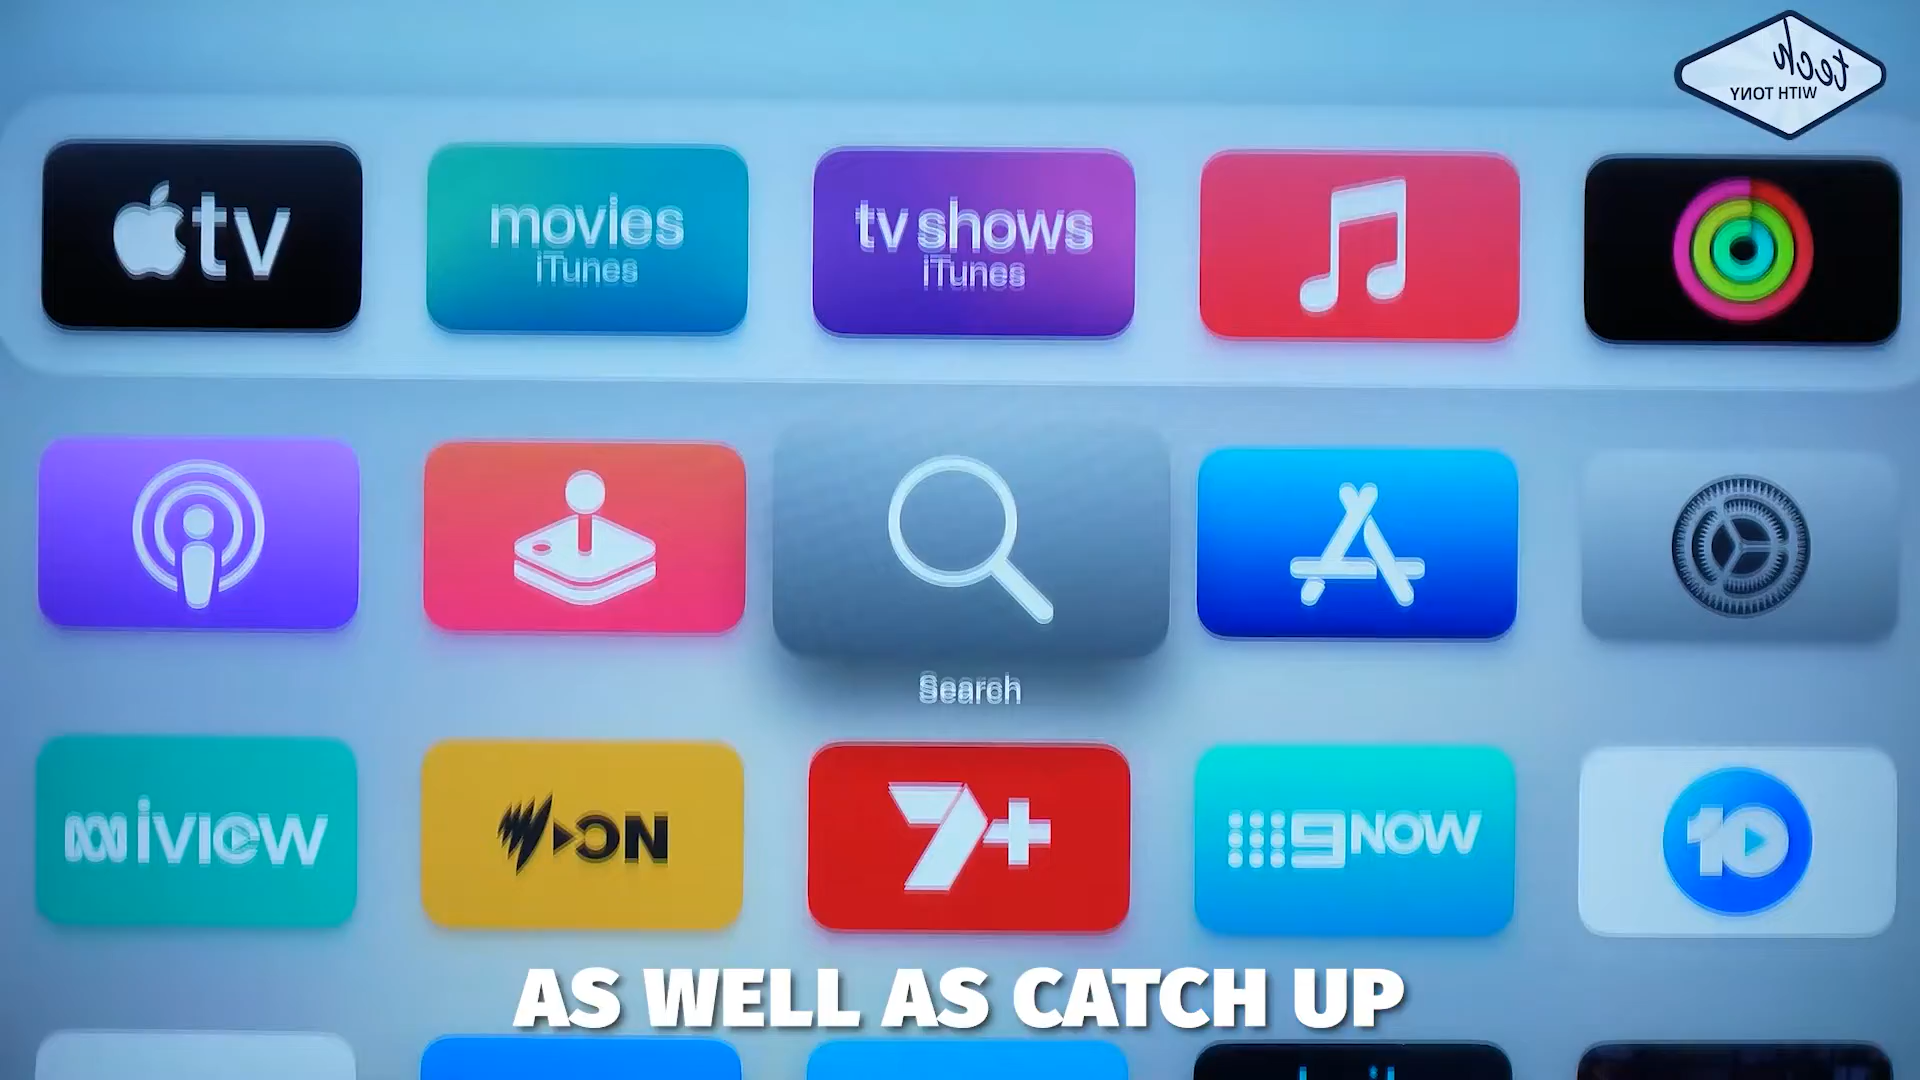 tech
WITH TONY
tv
movies
iTunes
tv shows
iTunes
Search
iview
ON
7+
9NOW
10
AS WELL AS CATCH UP